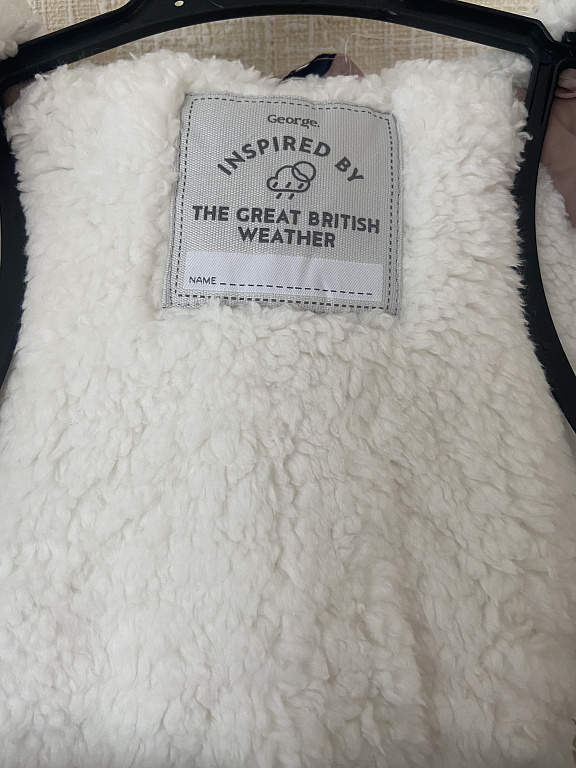 George.
INSPIRED BY
THE GREAT BRITISH
WEATHER
NAME